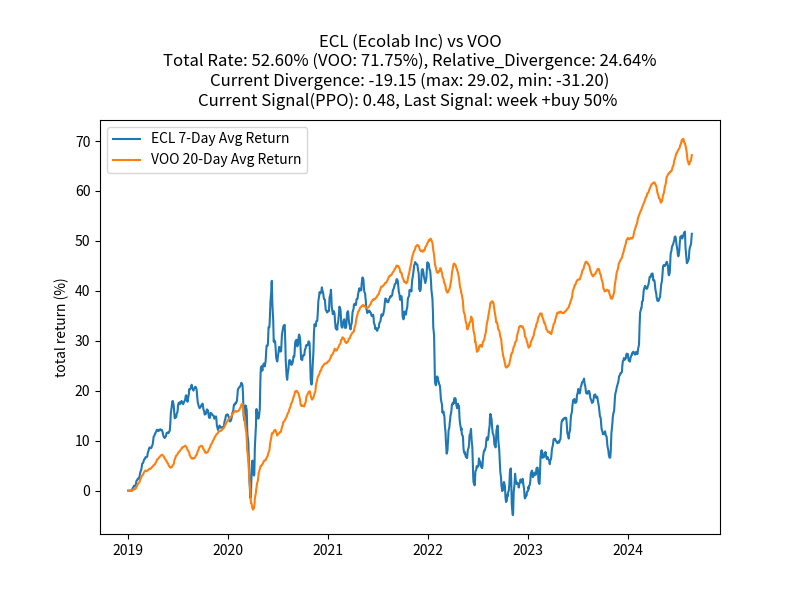 ECL (Ecolab Inc) vs VOO
Total Rate: 52.60% (VOO: 71.75%), Relative_Divergence: 24.64%
Current Divergence: -19.15 (max: 29.02, min: -31.20)
Current Signal(PPO): 0.48, Last Signal: week +buy 50%
ECL 7-Day Avg Return
VOO 20-Day Avg Return
total return (%)
70
60
50
40
30
20
10
0
2019 2020 2021 2022 2023 2024